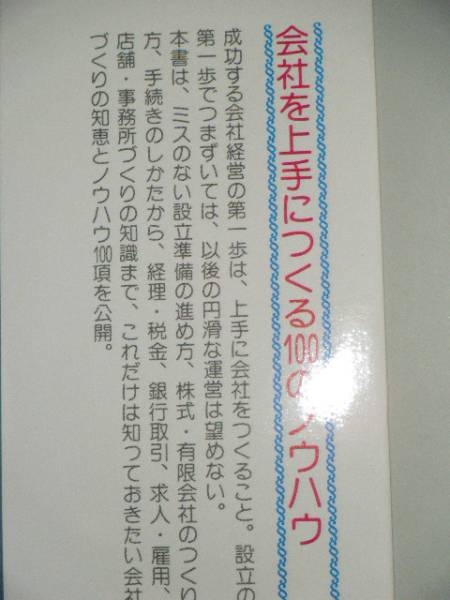 会社を上手につくる100のノウハウ
成功する会社経営の第一歩は、上手に会社をつくること。設立の
第一歩でつまずいては、以後の円滑な運営は望めない。
本書は、ミスのない設立準備の進め方、株式・有限会社のつくり
方、手続きのしかたから、経理・税金、銀行取引、求人・雇用、
店舗・事務所づくりの知識まで、これだけは知っておきたい会社
づくりの知恵とノウハウ100項を公開。